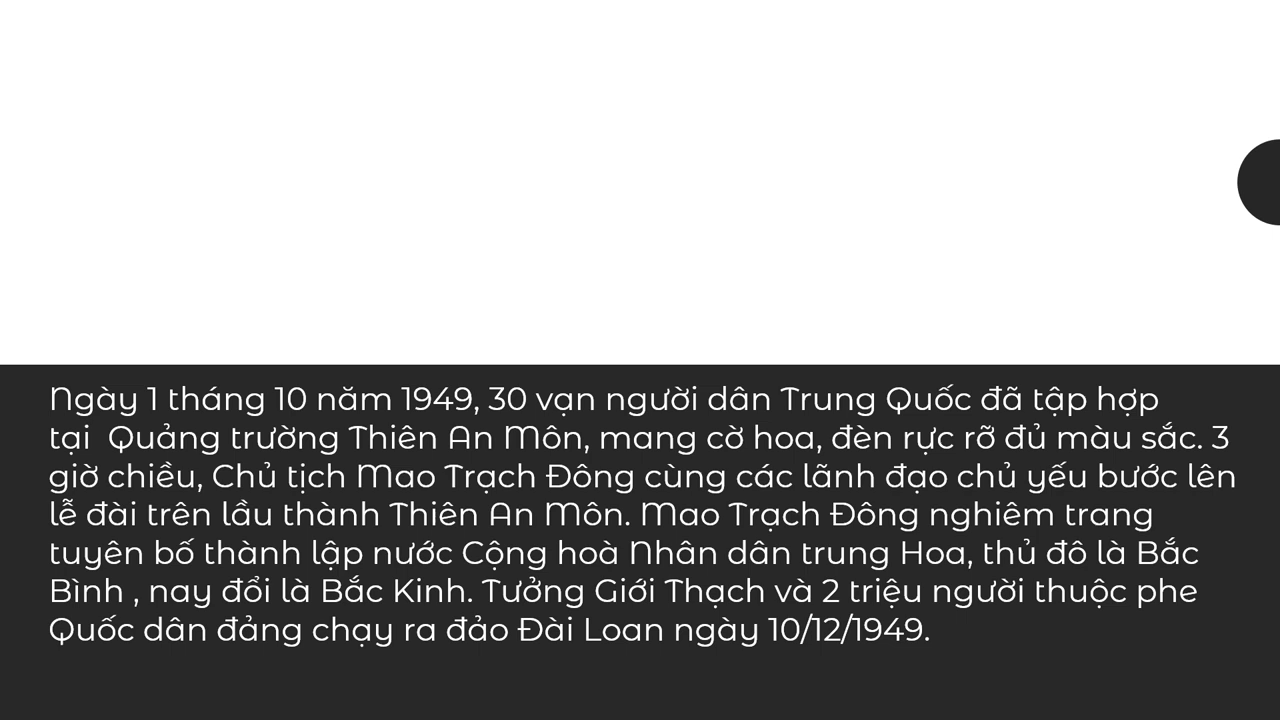 Ngày 1 tháng 10 năm 1949, 30 vạn người dân Trung Quốc đã tập hợp
tại  Quảng trường Thiên An Môn, mang cờ hoa, đèn rực rỡ đủ màu sắc. 3
giờ chiều, Chủ tịch Mao Trạch Đông cùng các lãnh đạo chủ yếu bước lên
lễ đài trên lầu thành Thiên An Môn. Mao Trạch Đông nghiêm trang
tuyên bố thành lập nước Cộng hoà Nhân dân trung Hoa, thủ đô là Bắc
Bình , nay đổi là Bắc Kinh. Tưởng Giới Thạch và 2 triệu người thuộc phe
Quốc dân đảng chạy ra đảo Đài Loan ngày 10/12/1949.